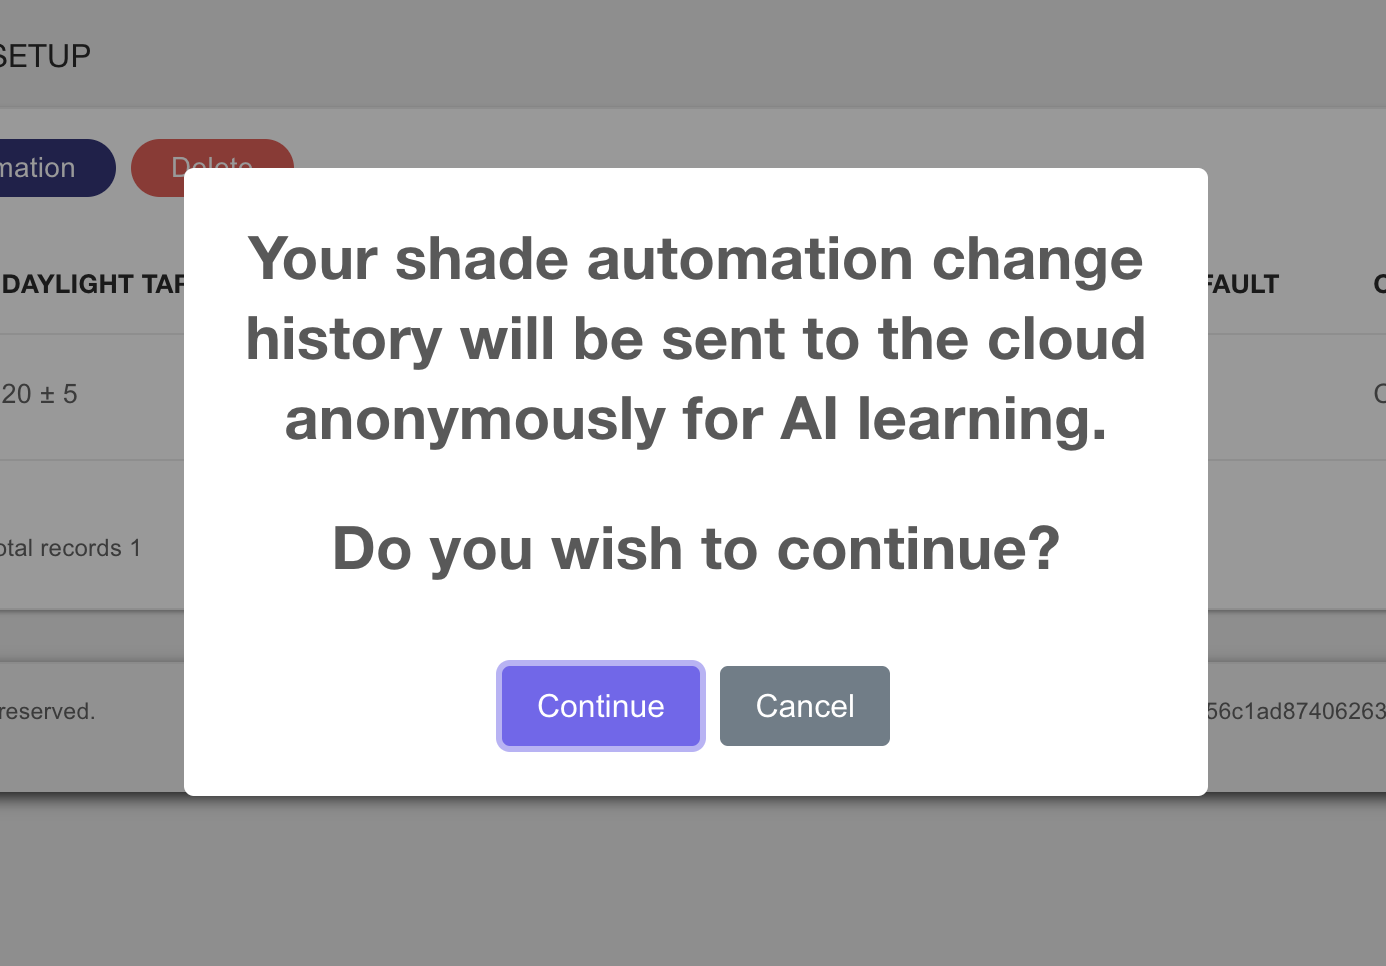 SETUP
mation Delete
DAYLIGHT TAR FAULT
20 ± 5
otal records 1
reserved. 56c1ad87406263
Your shade automation change
history will be sent to the cloud
anonymously for AI learning.
Do you wish to continue?
Continue Cancel